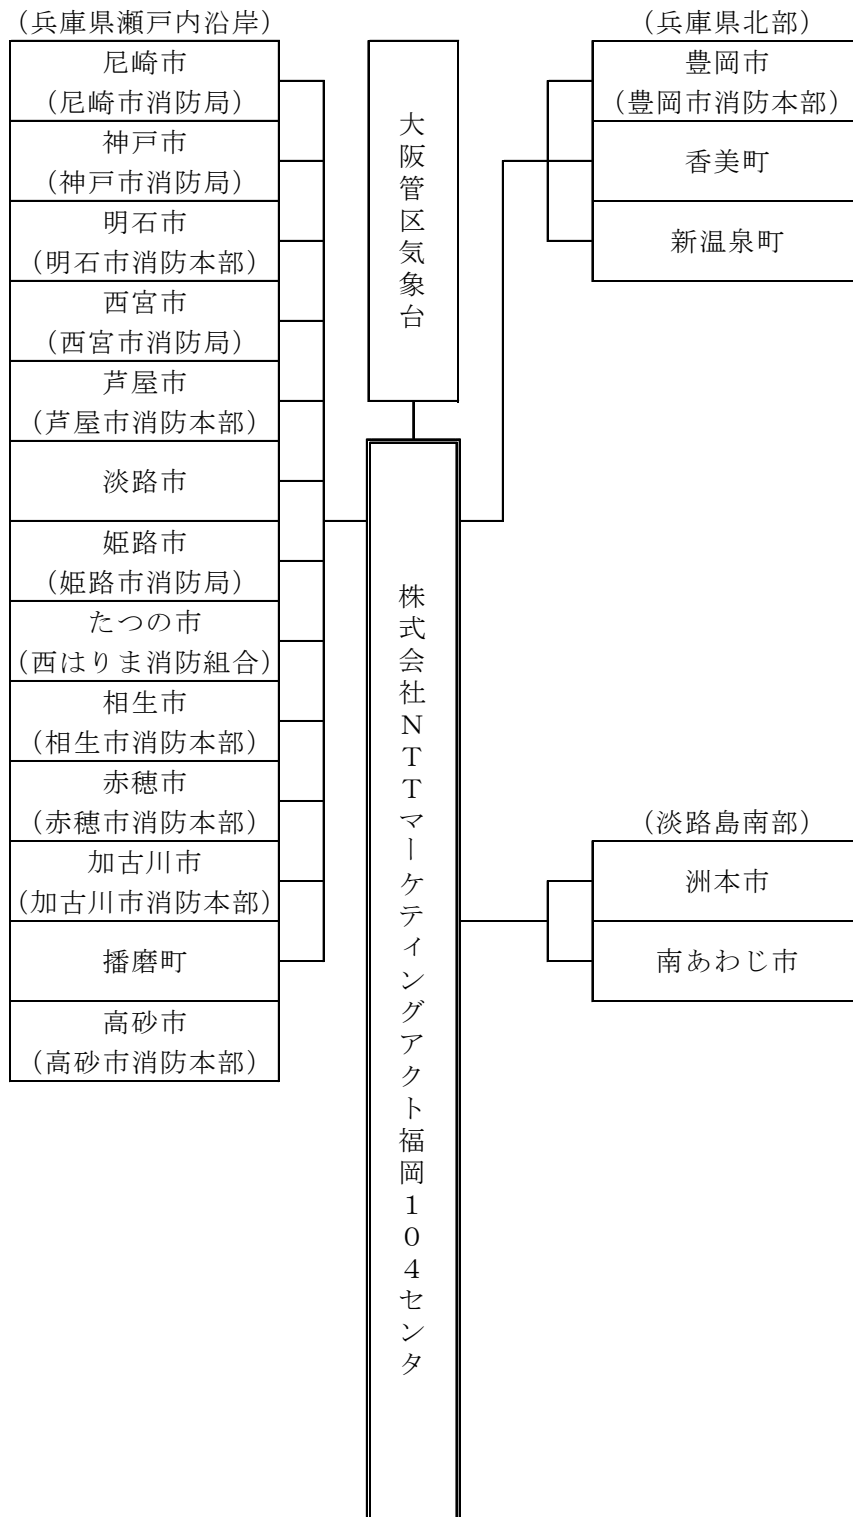 (兵庫県瀬戸内沿岸)
尼崎市
(尼崎市消防局)
神戸市
(神戸市消防局)
明石市
(明石市消防本部)
西宮市
(西宮市消防局)
芦屋市
(芦屋市消防本部)
淡路市
姫路市
(姫路市消防局)
たつの市
(西はりま消防組合)
相生市
(相生市消防本部)
赤穂市
(赤穂市消防本部)
加古川市
(加古川市消防本部)
播磨町
高砂市
(高砂市消防本部)
大阪管区気象台
株式会社NTTマーケティングアクト福岡104センタ
(兵庫県北部)
豊岡市
(豊岡市消防本部)
香美町
新温泉町
(淡路島南部)
洲本市
南あわじ市